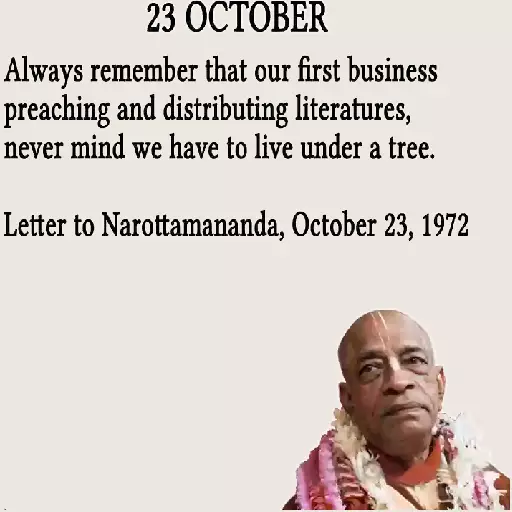 23 OCTOBER
Always remember that our first business
preaching and distributing literatures,
never mind we have to live under a tree.
Letter to Narottamananda, October 23, 1972